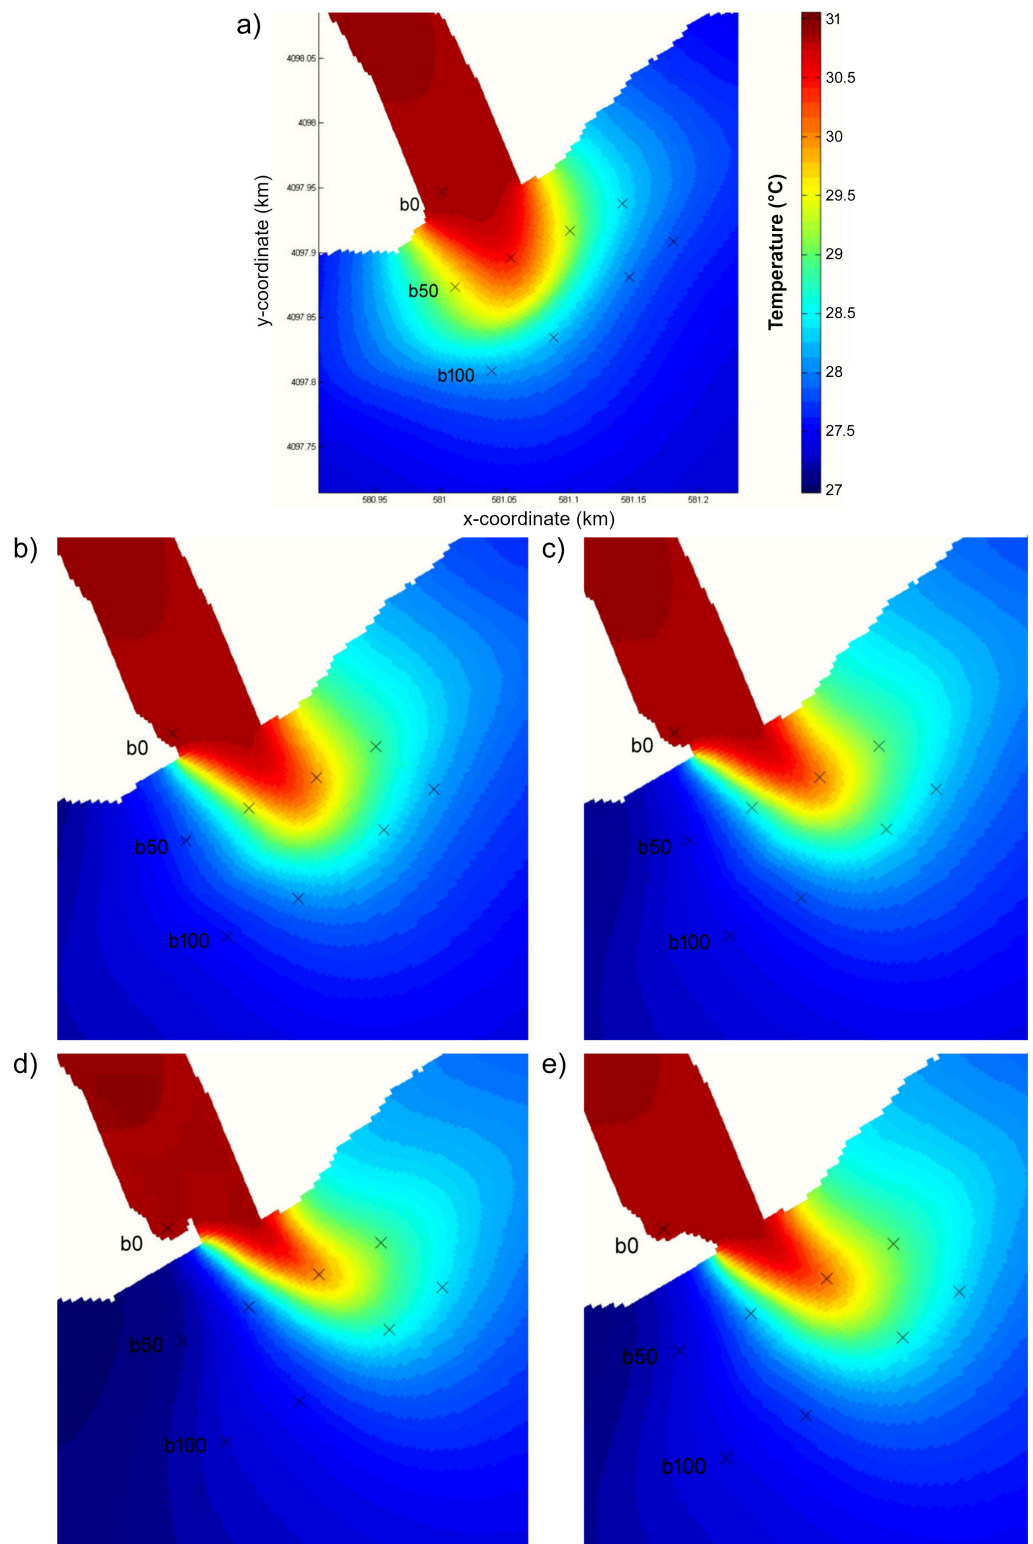 a)
4098.05
4098
4097.95
4097.9
4097.85
4097.8
4097.75
y-coordinate (km)
580.95
581
581.05
581.1
581.15
581.2
x-coordinate (km)
b0
b50
b100
Temperature (°C)
31
30.5
30
29.5
29
28.5
28
27.5
27
b)
b0
b50
b100
c)
b0
b50
b100
d)
b0
b50
b100
e)
b0
b50
b100